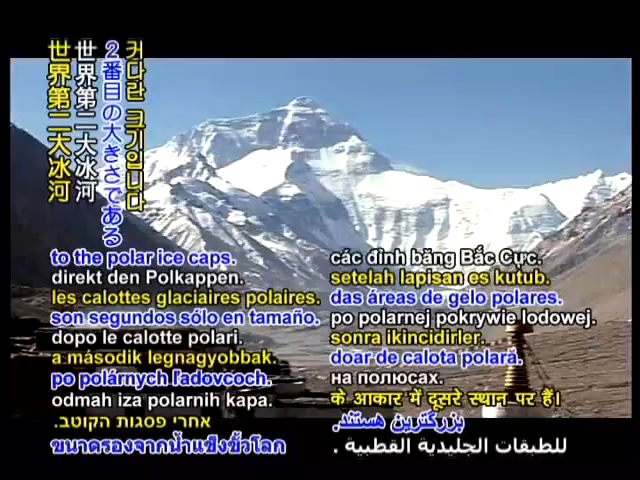 世界第二大冰河
世界第二大冰河
2番目の大きさである
커다란 크기입니다
to the polar ice caps.
direkt den Polkappen.
les calottes glaciaires polaires.
son segundos sólo en tamaño.
dopo le calotte polari.
a második legnagyobbak.
po polárnych ľadovcoch.
odmah iza polarnih kapa.
אחרי פסגות הקוטב.
ขนาดรองจากน้ำแข็งขั้วโลก
các đỉnh băng Bắc Cực.
setelah lapisan es kutub.
das áreas de gelo polares.
po polarnej pokrywie lodowej.
sonra ikincidirler.
doar de calota polară.
на полюсах.
के आकार में दूसरे स्थान पर हैं।
بزرگترین هستند.
للطبقات الجليدية القطبية .